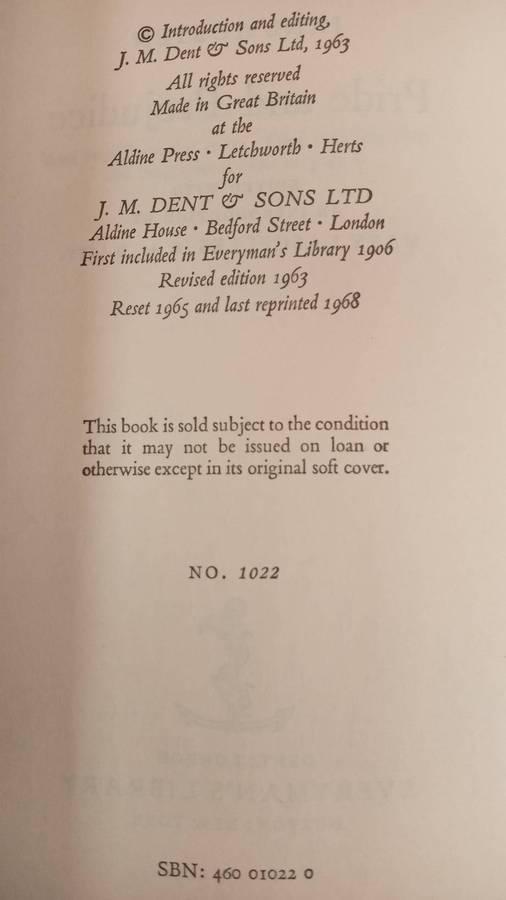 © Introduction and editing,
J. M. Dent & Sons Ltd, 1963
All rights reserved
Made in Great Britain
at the
Aldine Press • Letchworth • Herts
for
J. M. DENT & SONS LTD
Aldine House • Bedford Street • London
First included in Everyman's Library 1906
Revised edition 1963
Reset 1965 and last reprinted 1968
This book is sold subject to the condition
that it may not be issued on loan or
otherwise except in its original soft cover.
NO. 1022
SBN: 460 01022 0